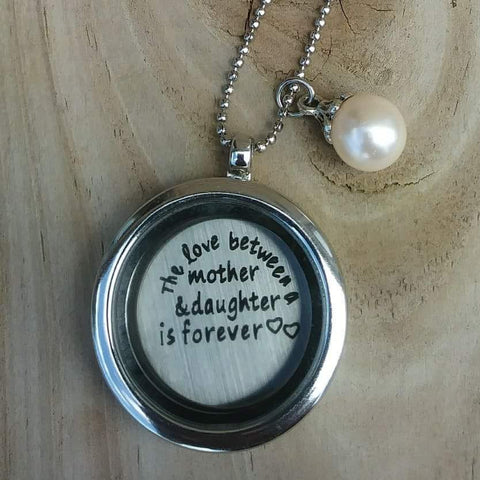 The love between a
mother
&daughter
is forever♡♡